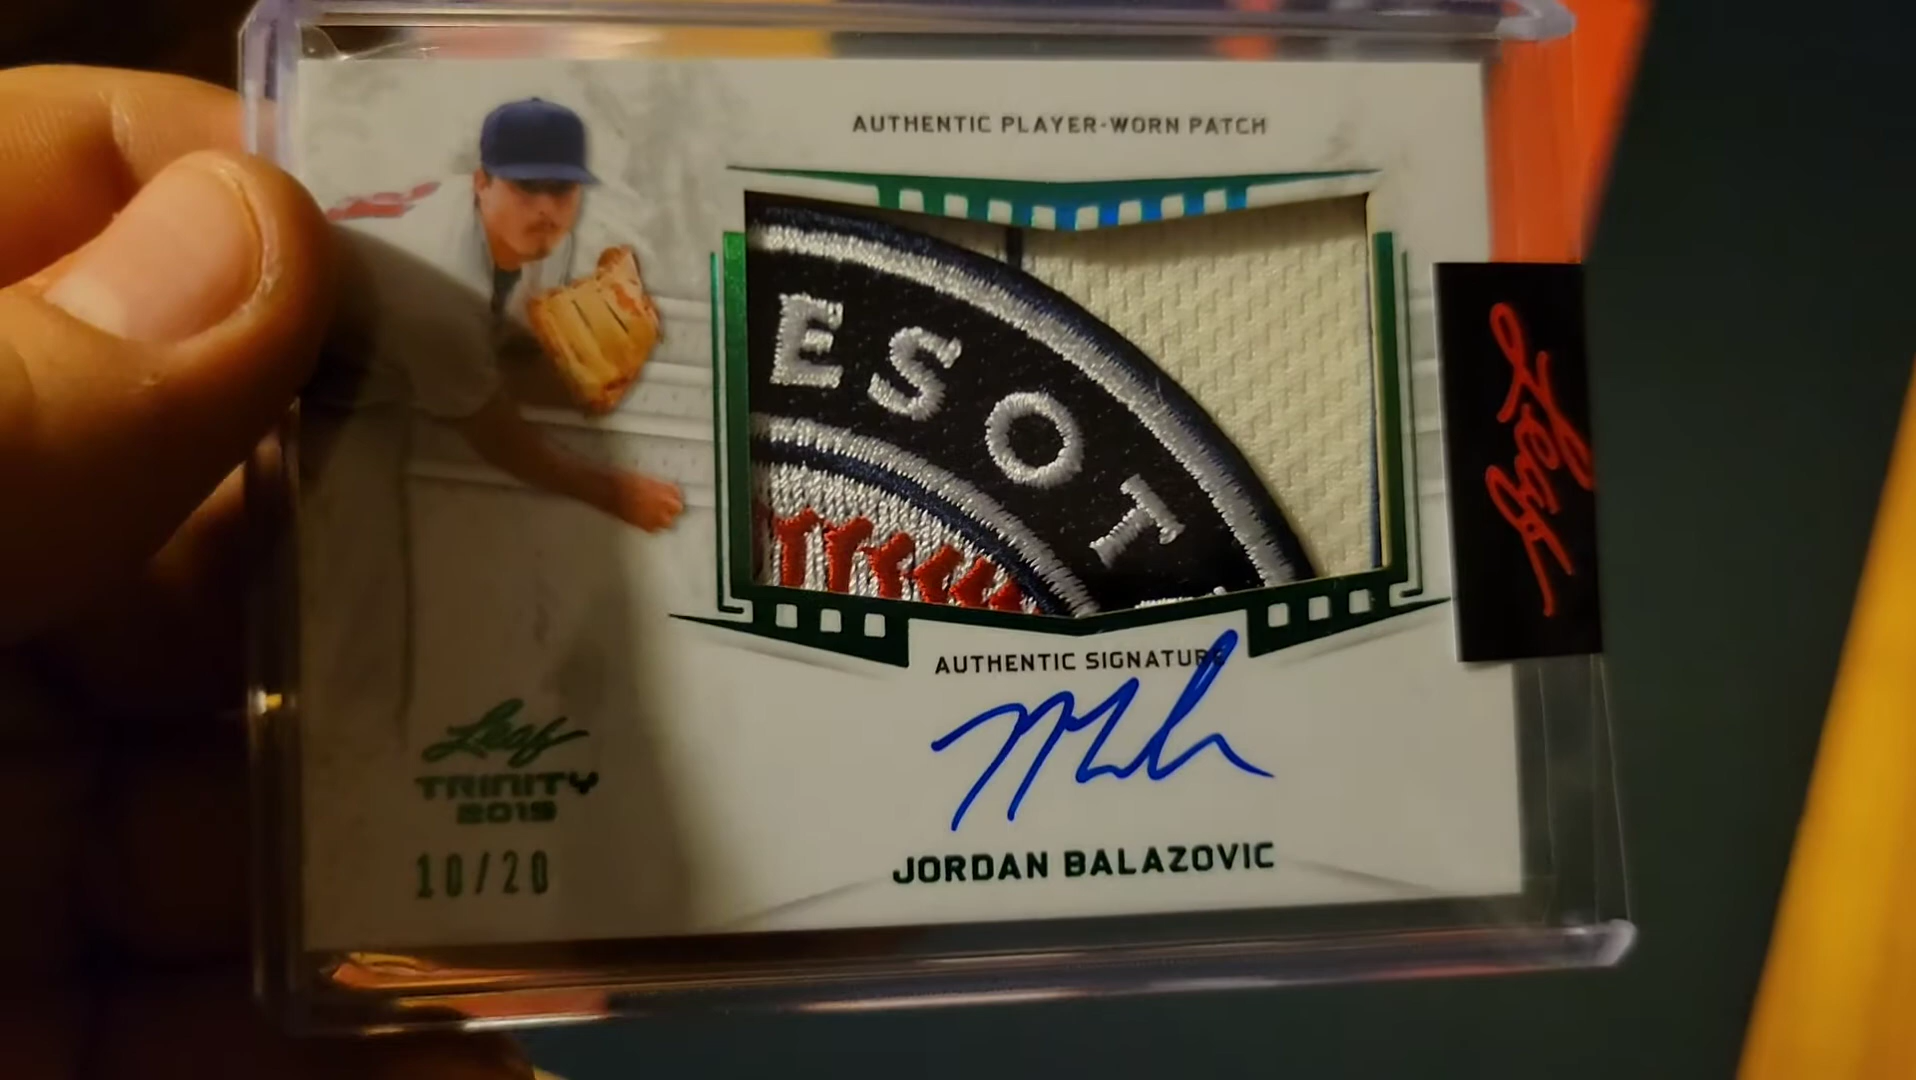 AUTHENTIC PLAYER-WORN PATCH
ESOT
Leaf
AUTHENTIC SIGNATURE
Leaf
TRINITY
2019
10/20
JORDAN BALAZOVIC